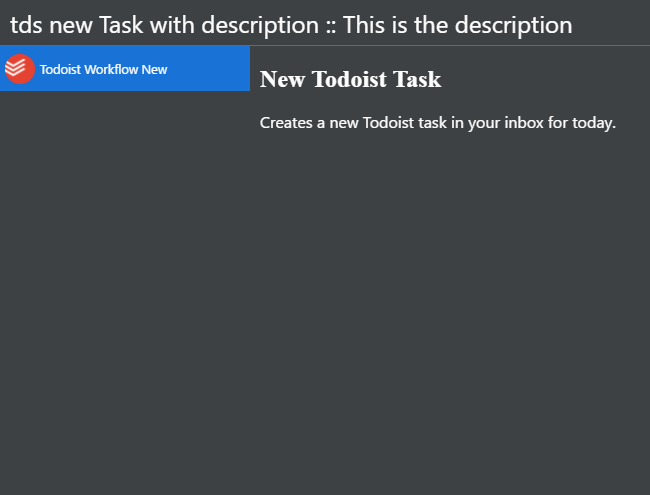 tds new Task with description :: This is the description
Todoist Workflow New
New Todoist Task
Creates a new Todoist task in your inbox for today.